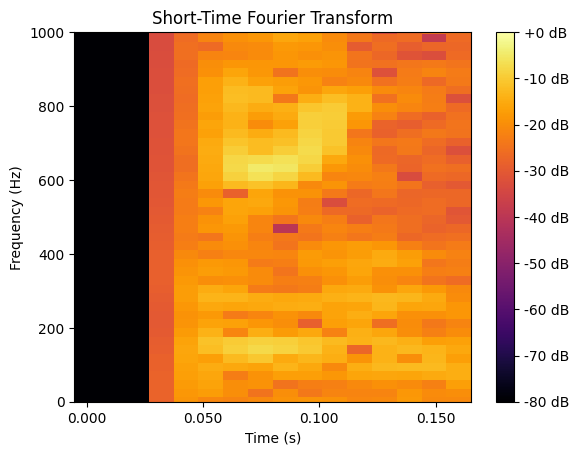 Short-Time Fourier Transform
Frequency (Hz)
1000
800
600
400
200
0
0.000
0.050
0.100
0.150
Time (s)
+0 dB
-10 dB
-20 dB
-30 dB
-40 dB
-50 dB
-60 dB
-70 dB
-80 dB